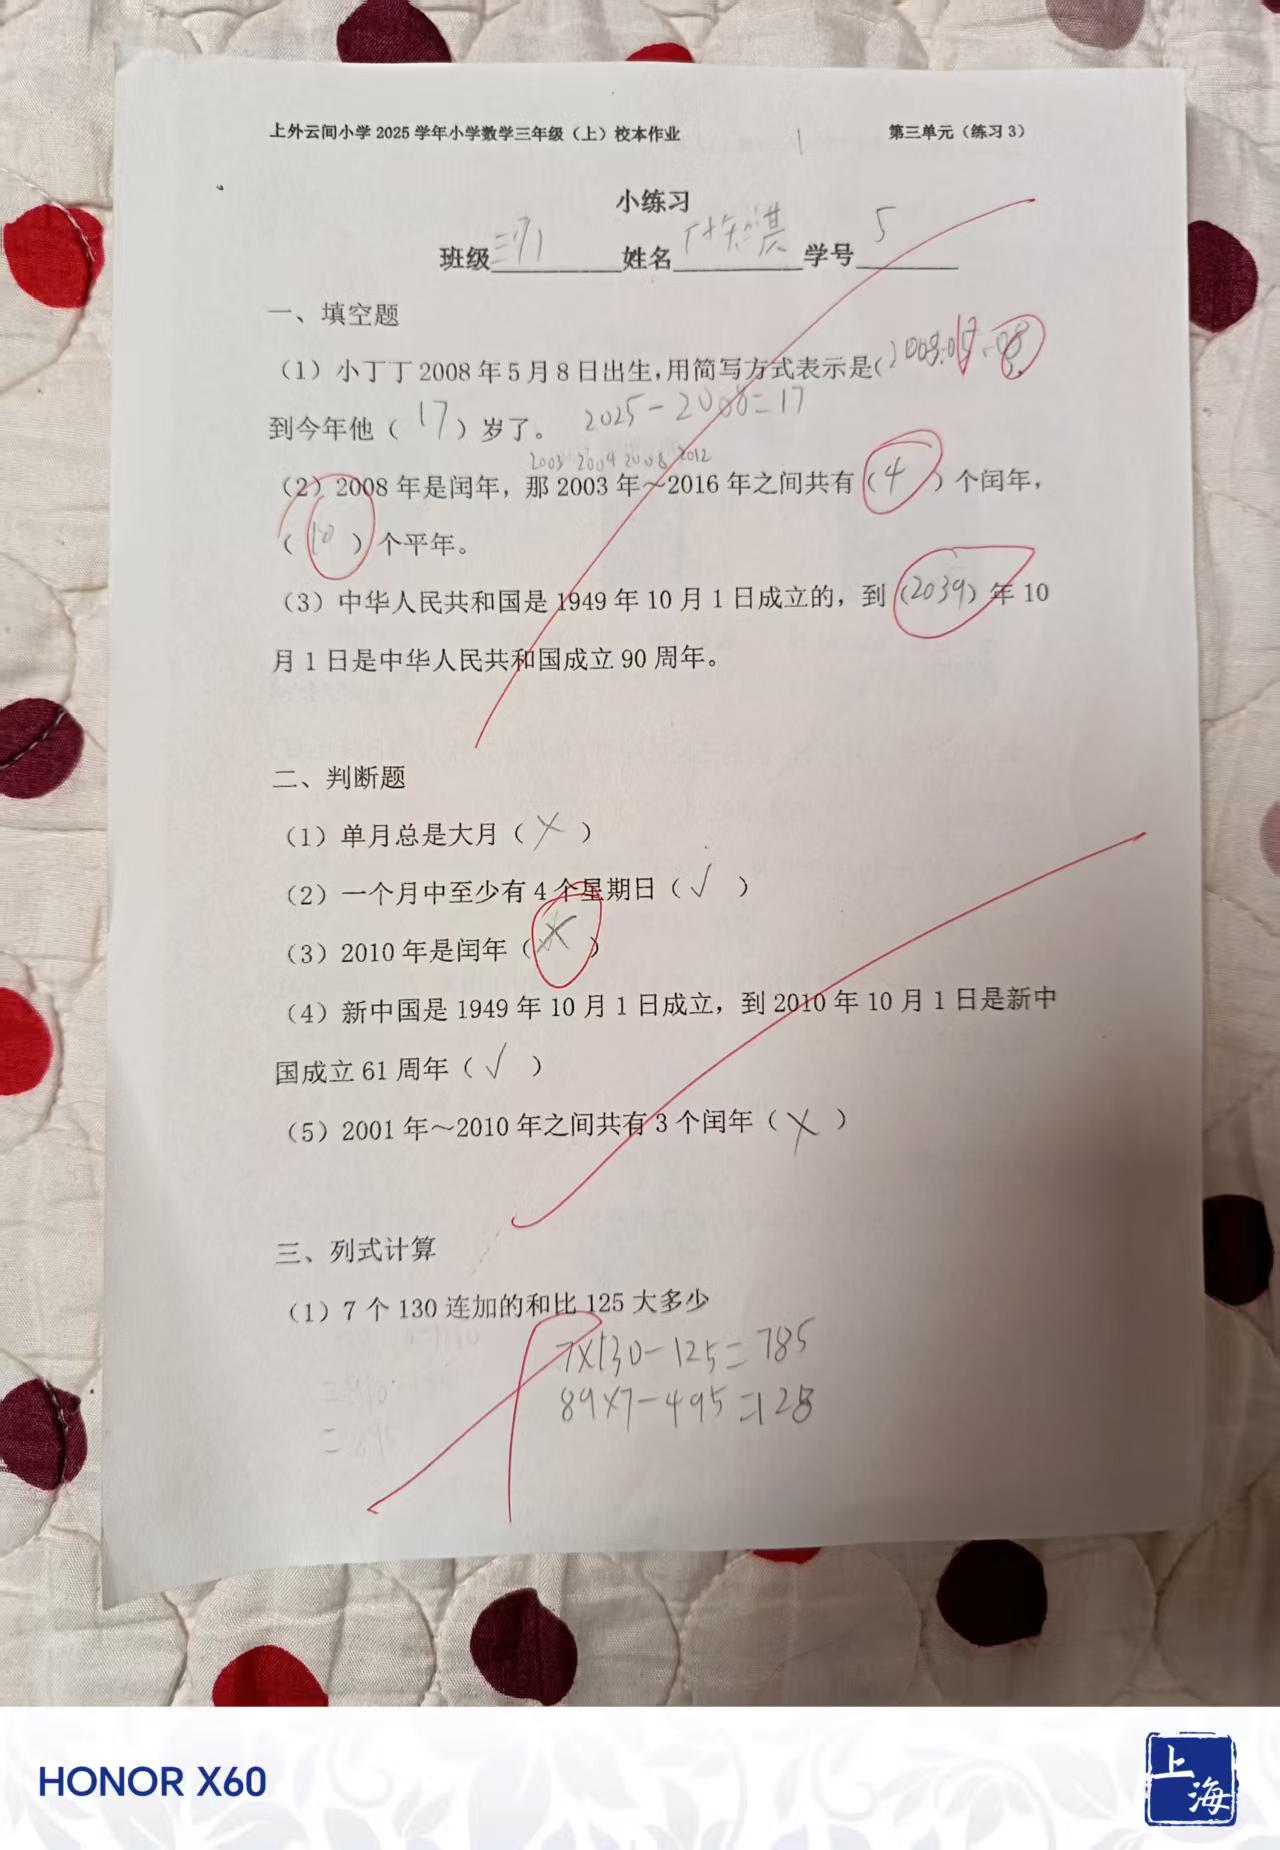 上外云间小学 2025 学年小学数学三年级（上）校本作业 第三单元（练习 3）
小练习
班级 姓名 学号 5
一、填空题
（1）小丁丁 2008 年 5 月 8 日出生，用简写方式表示是（
到今年他（ 17 ）岁了。 2025-2008=17
2003 2004 2008 2012
（2）2008 年是闰年，那 2003 年～2016 年之间共有（ 4 ）个闰年，
（ 10 ）个平年。
（3）中华人民共和国是 1949 年 10 月 1 日成立的，到（2039）年 10
月 1 日是中华人民共和国成立 90 周年。
二、判断题
（1）单月总是大月（ × ）
（2）一个月中至少有 4 个星期日（ √ ）
（3）2010 年是闰年（ × ）
（4）新中国是 1949 年 10 月 1 日成立，到 2010 年 10 月 1 日是新中
国成立 61 周年（ √ ）
（5）2001 年～2010 年之间共有 3 个闰年（ × ）
三、列式计算
（1）7 个 130 连加的和比 125 大多少
7×130-125=785
89×7-495=128
HONOR X60
上海